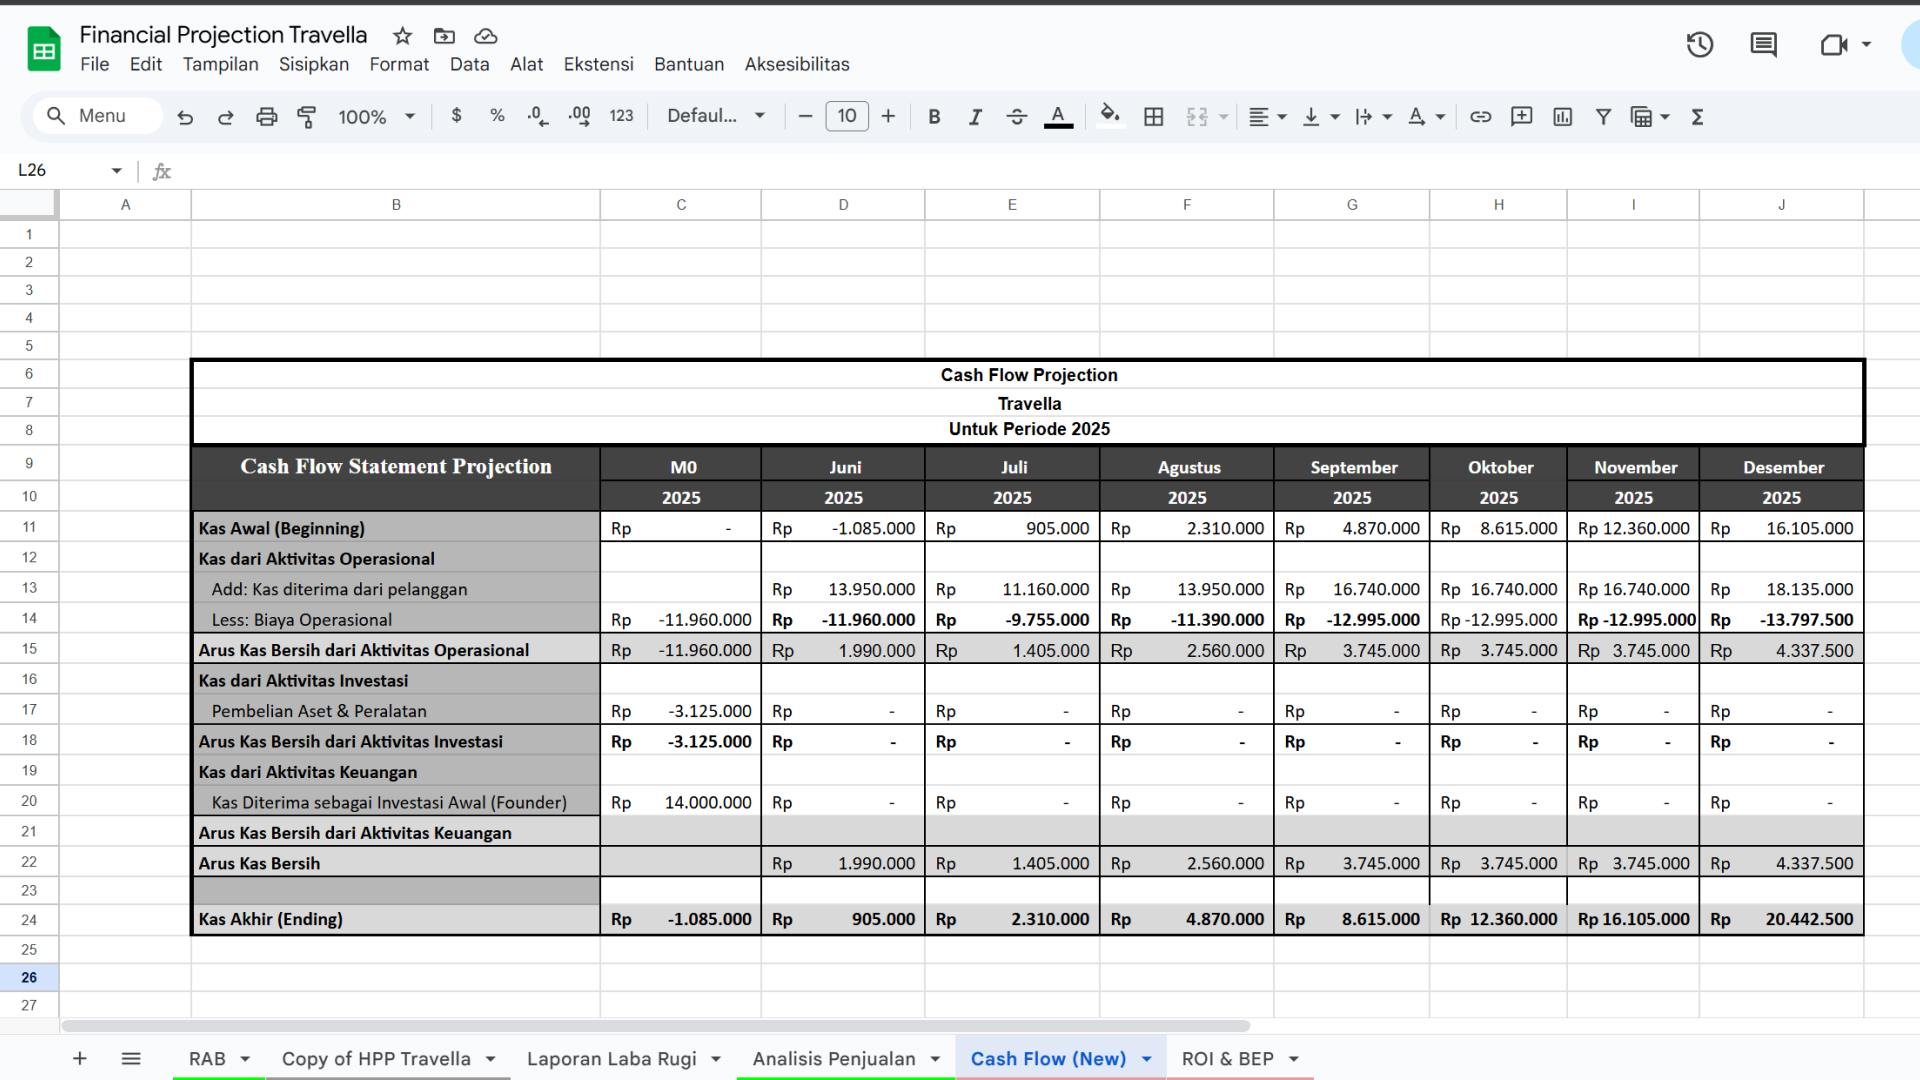 Financial Projection Travella
File Edit Tampilan Sisipkan Format Data Alat Ekstensi Bantuan Aksesibilitas
Menu 100% $ % .0 .00 123 Defaul... 10 B I A A Σ
L26 fx
A B C D E F G H I J
1
2
3
4
5
6 Cash Flow Projection
7 Travella
8 Untuk Periode 2025
9 Cash Flow Statement Projection M0 Juni Juli Agustus September Oktober November Desember
10 2025 2025 2025 2025 2025 2025 2025 2025
11 Kas Awal (Beginning) Rp - Rp -1.085.000 Rp 905.000 Rp 2.310.000 Rp 4.870.000 Rp 8.615.000 Rp 12.360.000 Rp 16.105.000
12 Kas dari Aktivitas Operasional
13 Add: Kas diterima dari pelanggan Rp 13.950.000 Rp 11.160.000 Rp 13.950.000 Rp 16.740.000 Rp 16.740.000 Rp 16.740.000 Rp 18.135.000
14 Less: Biaya Operasional Rp -11.960.000 Rp -11.960.000 Rp -9.755.000 Rp -11.390.000 Rp -12.995.000 Rp -12.995.000 Rp -12.995.000 Rp -13.797.500
15 Arus Kas Bersih dari Aktivitas Operasional Rp -11.960.000 Rp 1.990.000 Rp 1.405.000 Rp 2.560.000 Rp 3.745.000 Rp 3.745.000 Rp 3.745.000 Rp 4.337.500
16 Kas dari Aktivitas Investasi
17 Pembelian Aset & Peralatan Rp -3.125.000 Rp - Rp - Rp - Rp - Rp - Rp - Rp -
18 Arus Kas Bersih dari Aktivitas Investasi Rp -3.125.000 Rp - Rp - Rp - Rp - Rp - Rp - Rp -
19 Kas dari Aktivitas Keuangan
20 Kas Diterima sebagai Investasi Awal (Founder) Rp 14.000.000 Rp - Rp - Rp - Rp - Rp - Rp - Rp -
21 Arus Kas Bersih dari Aktivitas Keuangan
22 Arus Kas Bersih Rp 1.990.000 Rp 1.405.000 Rp 2.560.000 Rp 3.745.000 Rp 3.745.000 Rp 3.745.000 Rp 4.337.500
23
24 Kas Akhir (Ending) Rp -1.085.000 Rp 905.000 Rp 2.310.000 Rp 4.870.000 Rp 8.615.000 Rp 12.360.000 Rp 16.105.000 Rp 20.442.500
25
26
27
RAB Copy of HPP Travella Laporan Laba Rugi Analisis Penjualan Cash Flow (New) ROI & BEP